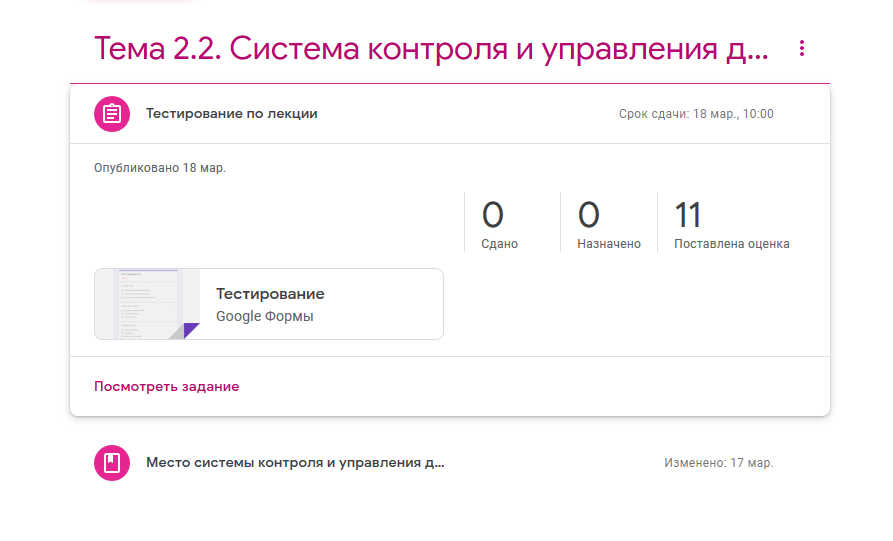 Тема 2.2. Система контроля и управления д...
Тестирование по лекции
Срок сдачи: 18 мар., 10:00
Опубликовано 18 мар.
0
Сдано
0
Назначено
11
Поставлена оценка
Тестирование
Google Формы
Посмотреть задание
Место системы контроля и управления д...
Изменено: 17 мар.